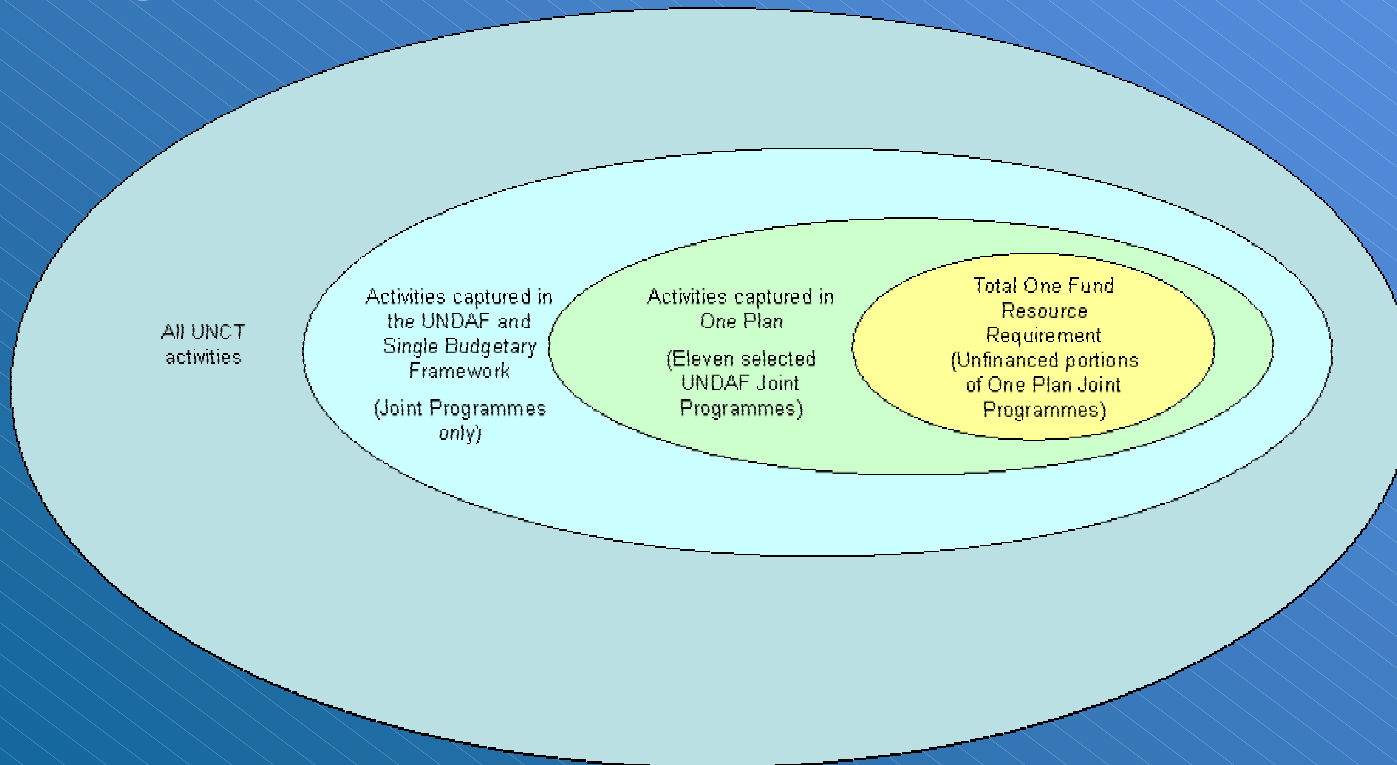 All UNCT
activities
Activities captured in
the UNDAF and
Single Budgetary
Framework
(Joint Programmes
only)
Activities captured in
One Plan
(Eleven selected
UNDAF Joint
Programmes)
Total One Fund
Resource
Requirement
(Unfinanced portions
of One Plan Joint
Programmes)